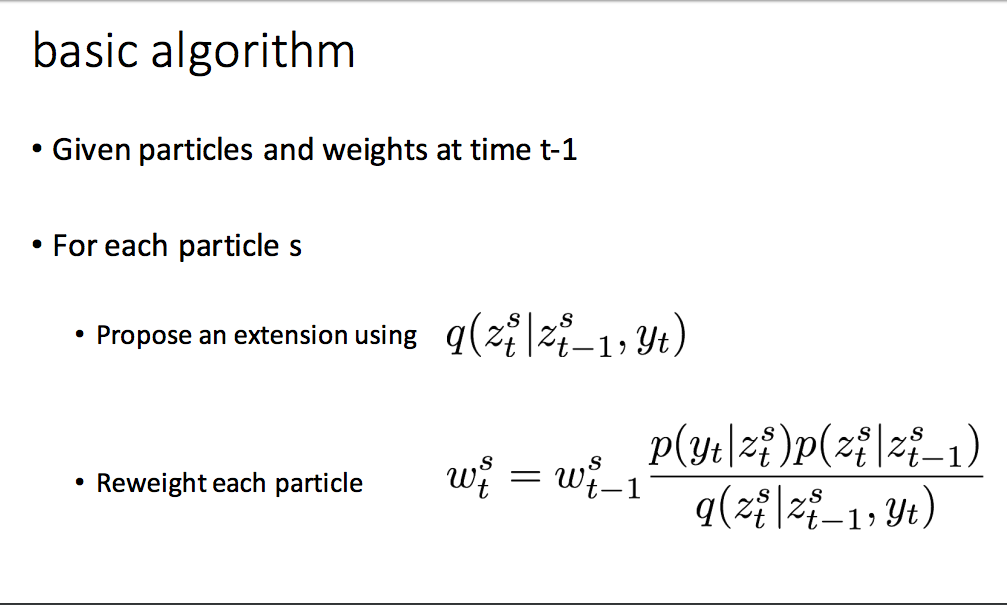 basic algorithm
• Given particles and weights at time t-1
• For each particle s
• Propose an extension using $q(z_t^s|z_{t-1}^s, y_t)$
• Reweight each particle $w_t^s = w_{t-1}^s \frac{p(y_t|z_t^s)p(z_t^s|z_{t-1}^s)}{q(z_t^s|z_{t-1}^s, y_t)}$